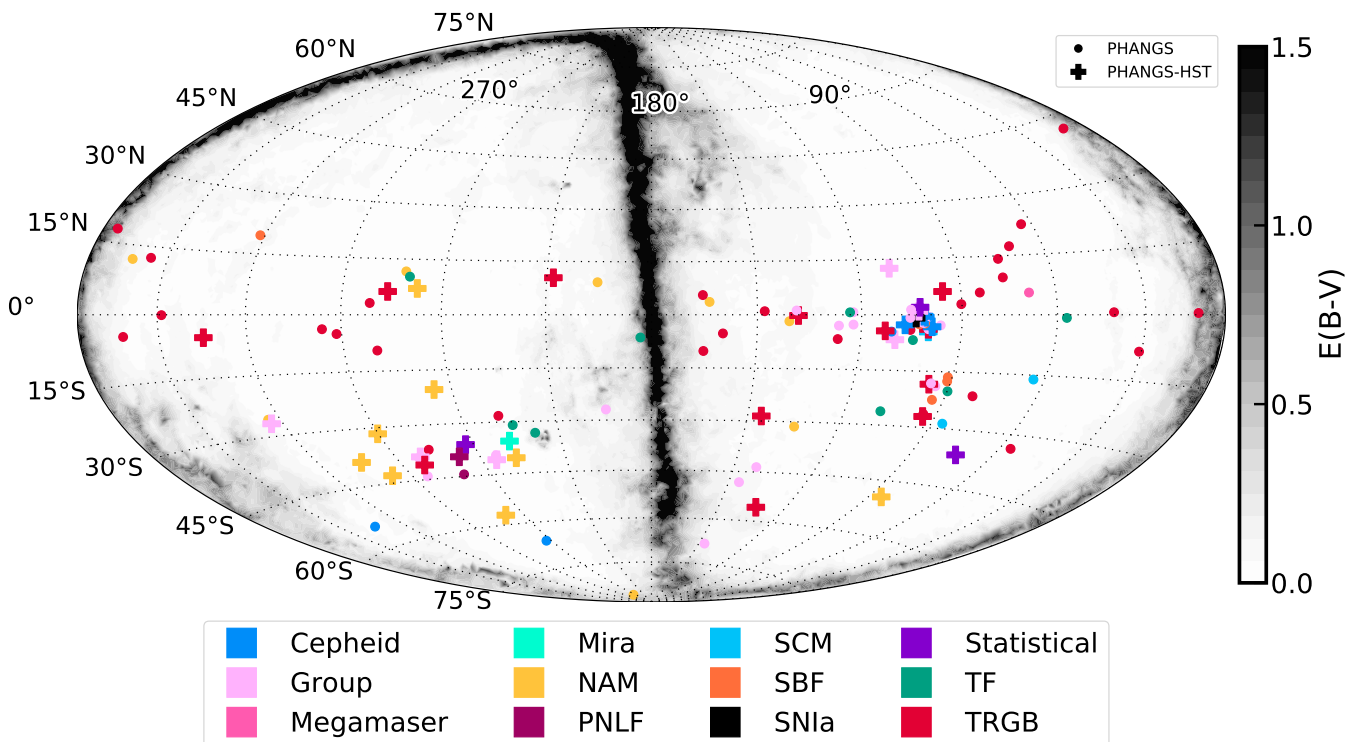 75°N
60°N
45°N
30°N
15°N
0°
15°S
30°S
45°S
60°S
75°S
270°
180°
90°
PHANGS
PHANGS-HST
1.5
1.0
0.5
0.0
E(B-V)
Cepheid Mira SCM Statistical
Group NAM SBF TF
Megamaser PNLF SNIa TRGB